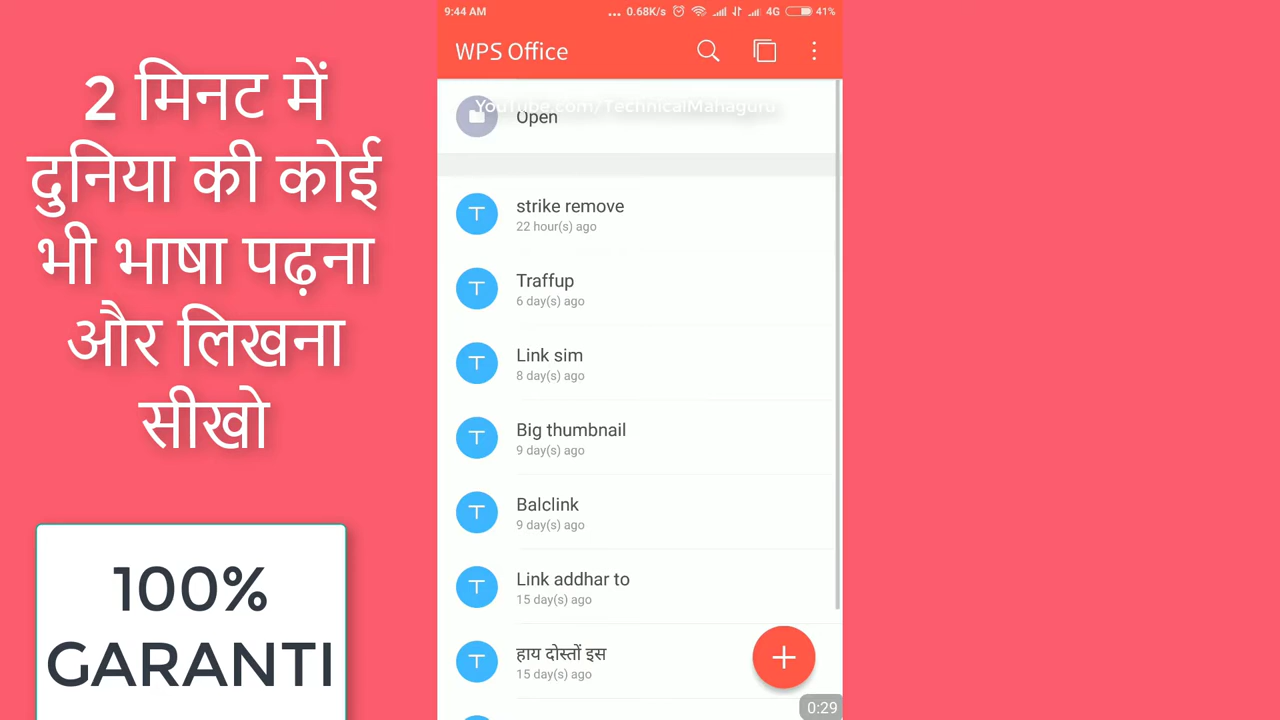 2 मिनट में
दुनिया की कोई
भी भाषा पढ़ना
और लिखना
सीखो
100%
GARANTI
9:44 AM
... 0.68K/s 4G 41%
WPS Office
YouTube.com/TechnicalMahaguru
Open
strike remove
22 hour(s) ago
Traffup
6 day(s) ago
Link sim
8 day(s) ago
Big thumbnail
9 day(s) ago
Balclink
9 day(s) ago
Link addhar to
15 day(s) ago
हाय दोस्तों इस
15 day(s) ago
0:29